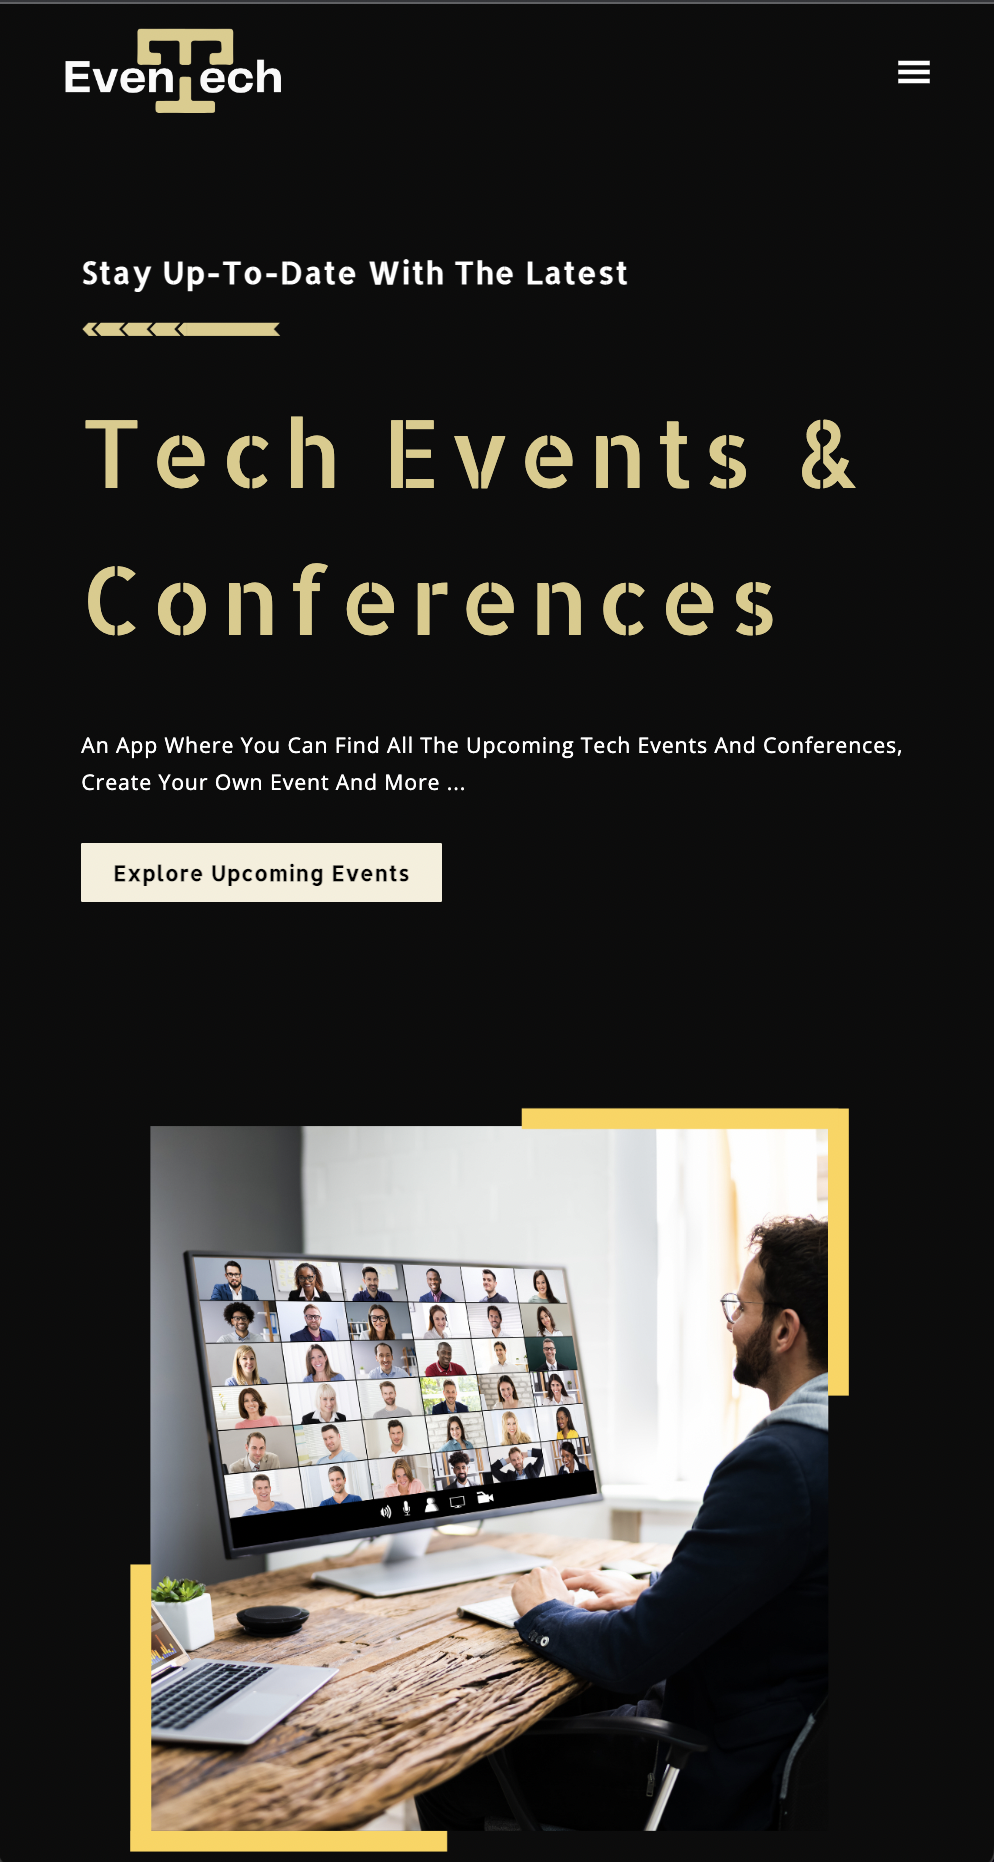 EvenTech
Stay Up-To-Date With The Latest
Tech Events &
Conferences
An App Where You Can Find All The Upcoming Tech Events And Conferences,
Create Your Own Event And More ...
Explore Upcoming Events